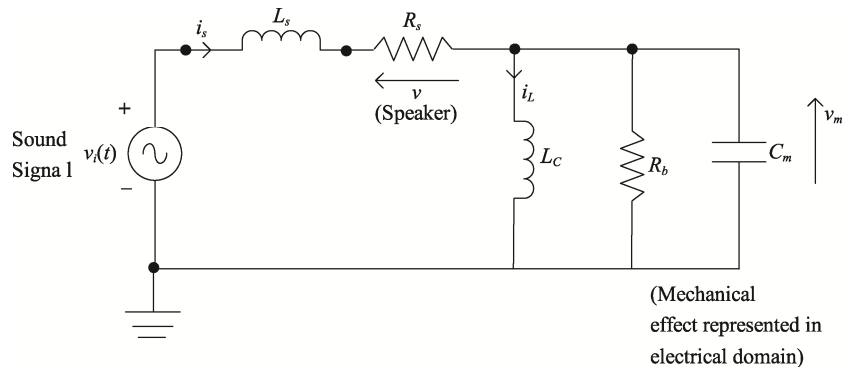 i_s
L_s
R_s
v
(Speaker)
i_L
+
Sound
Signa l
v_i(t)
−
L_C
R_b
C_m
v_m
(Mechanical
effect represented in
electrical domain)